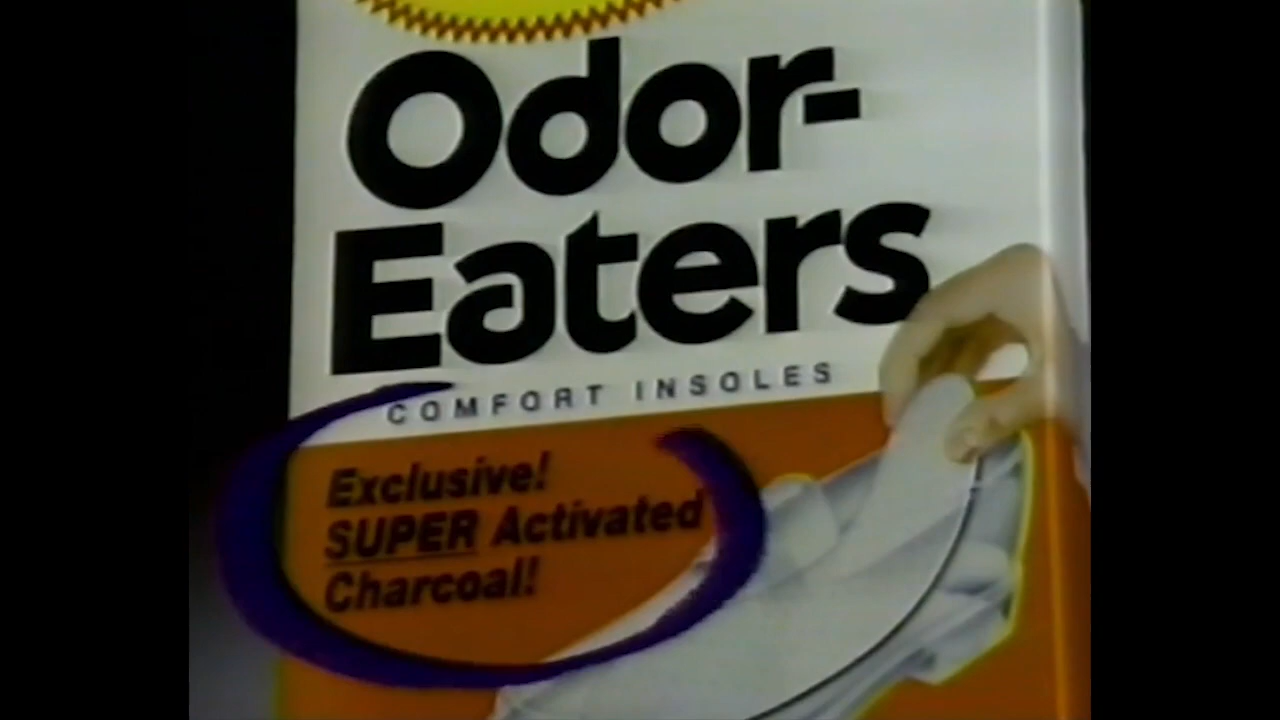 Odor-
Eaters
COMFORT INSOLES
Exclusive!
SUPER Activated
Charcoal!